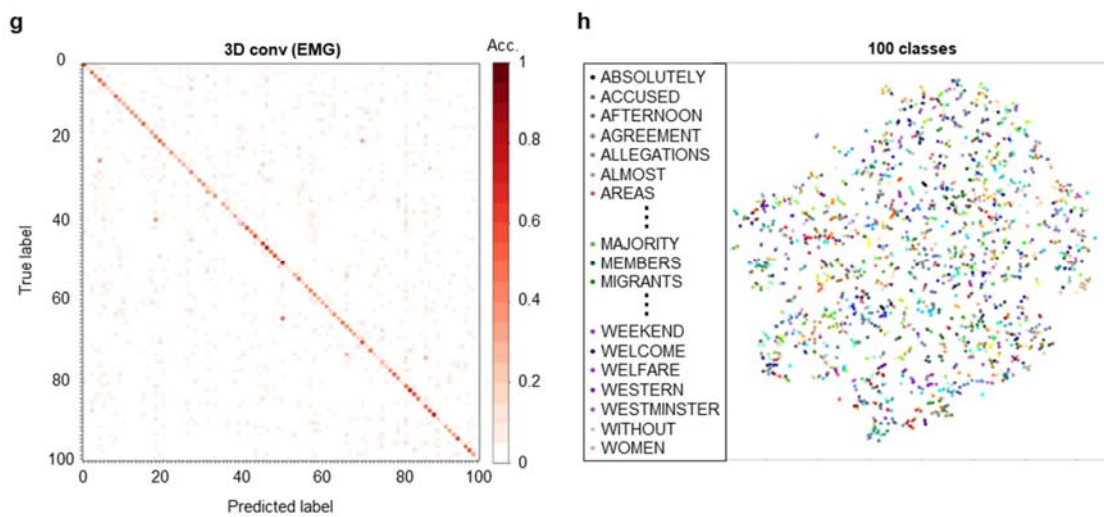 g
3D conv (EMG)
Acc.
0
20
40
60
80
100
True label
0
20
40
60
80
100
Predicted label
1
0.8
0.6
0.4
0.2
0
h
100 classes
ABSOLUTELY
ACCUSED
AFTERNOON
AGREEMENT
ALLEGATIONS
ALMOST
AREAS
MAJORITY
MEMBERS
MIGRANTS
WEEKEND
WELCOME
WELFARE
WESTERN
WESTMINSTER
WITHOUT
WOMEN